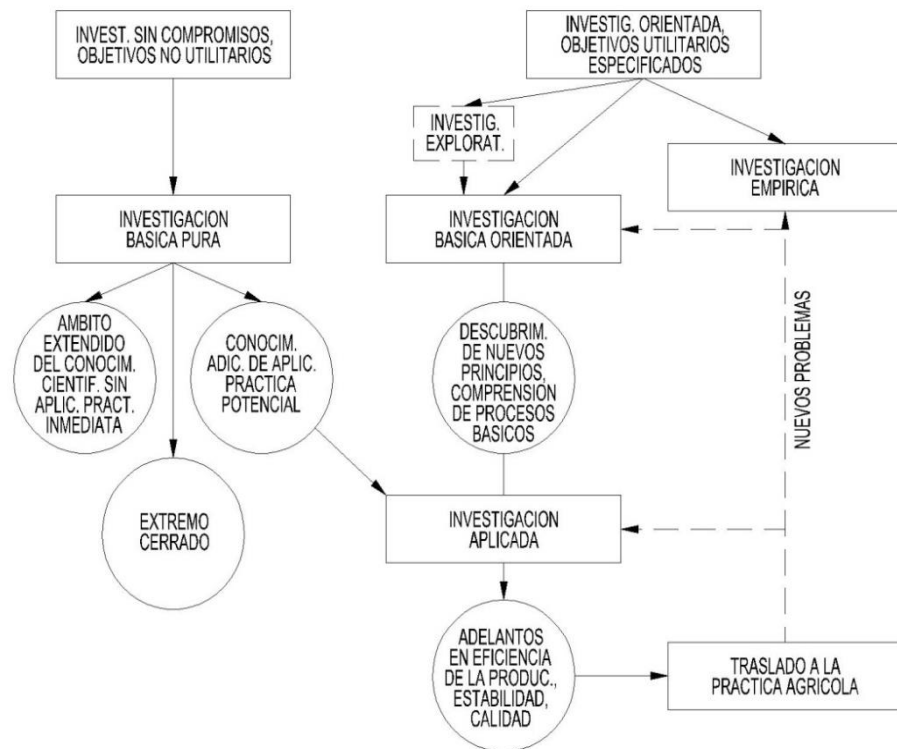 INVEST. SIN COMPROMISOS,
OBJETIVOS NO UTILITARIOS
INVESTIG. ORIENTADA,
OBJETIVOS UTILITARIOS
ESPECIFICADOS
INVESTIG.
EXPLORAT.
INVESTIGACION
EMPIRICA
INVESTIGACION
BASICA PURA
INVESTIGACION
BASICA ORIENTADA
AMBITO
EXTENDIDO
DEL CONOCIM.
CIENTIF. SIN
APLIC. PRACT.
INMEDIATA
CONOCIM.
ADIC. DE APLIC.
PRACTICA
POTENCIAL
DESCUBRIM.
DE NUEVOS
PRINCIPIOS,
COMPRENSIÓN
DE PROCESOS
BASICOS
NUEVOS PROBLEMAS
EXTREMO
CERRADO
INVESTIGACION
APLICADA
ADELANTOS
EN EFICIENCIA
DE LA PRODUC.,
ESTABILIDAD,
CALIDAD
TRASLADO A LA
PRACTICA AGRICOLA